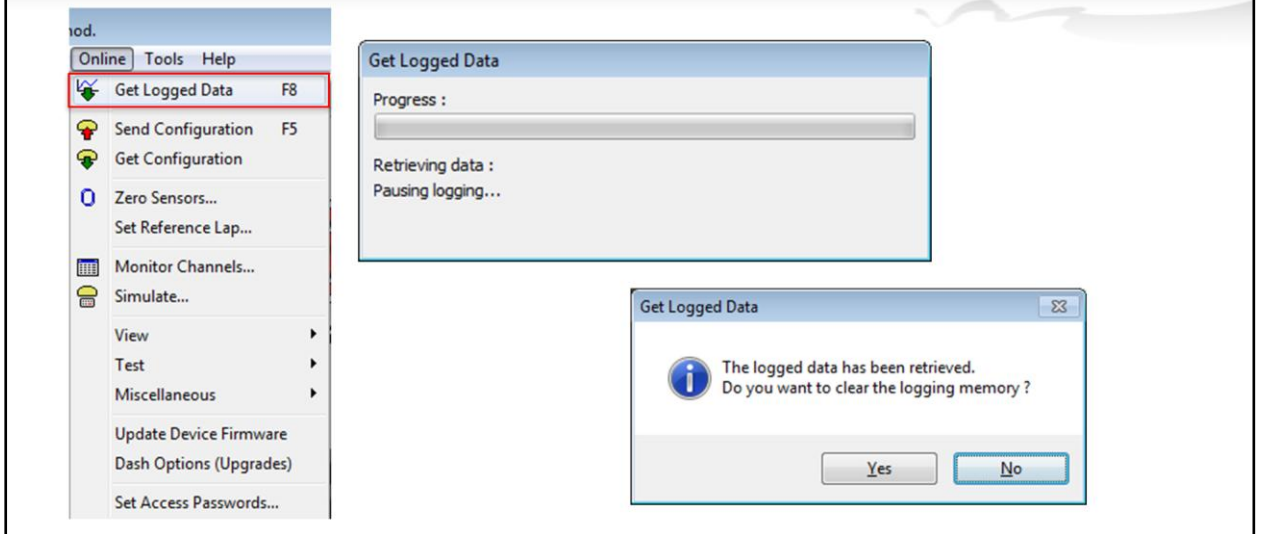 Online Tools Help
Get Logged Data F8
Send Configuration F5
Get Configuration
Zero Sensors...
Set Reference Lap...
Monitor Channels...
Simulate...
View
Test
Miscellaneous
Update Device Firmware
Dash Options (Upgrades)
Set Access Passwords...
Get Logged Data
Progress :
Retrieving data :
Pausing logging...
Get Logged Data
The logged data has been retrieved.
Do you want to clear the logging memory ?
Yes No